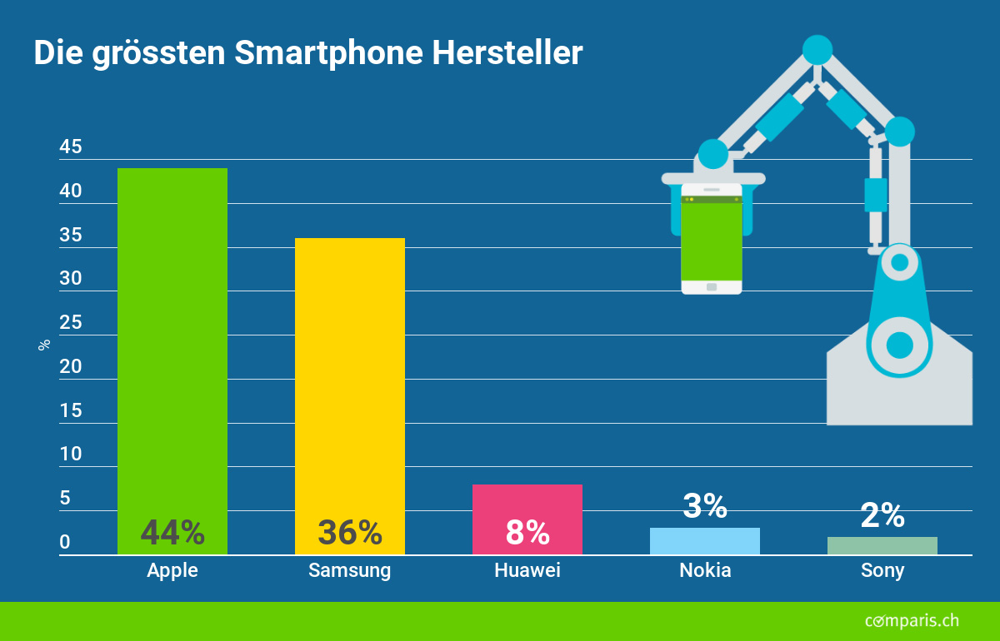 Die grössten Smartphone Hersteller
45
40
35
30
25
%
20
15
10
5
0
44%
36%
8%
3%
2%
Apple
Samsung
Huawei
Nokia
Sony
comparis.ch